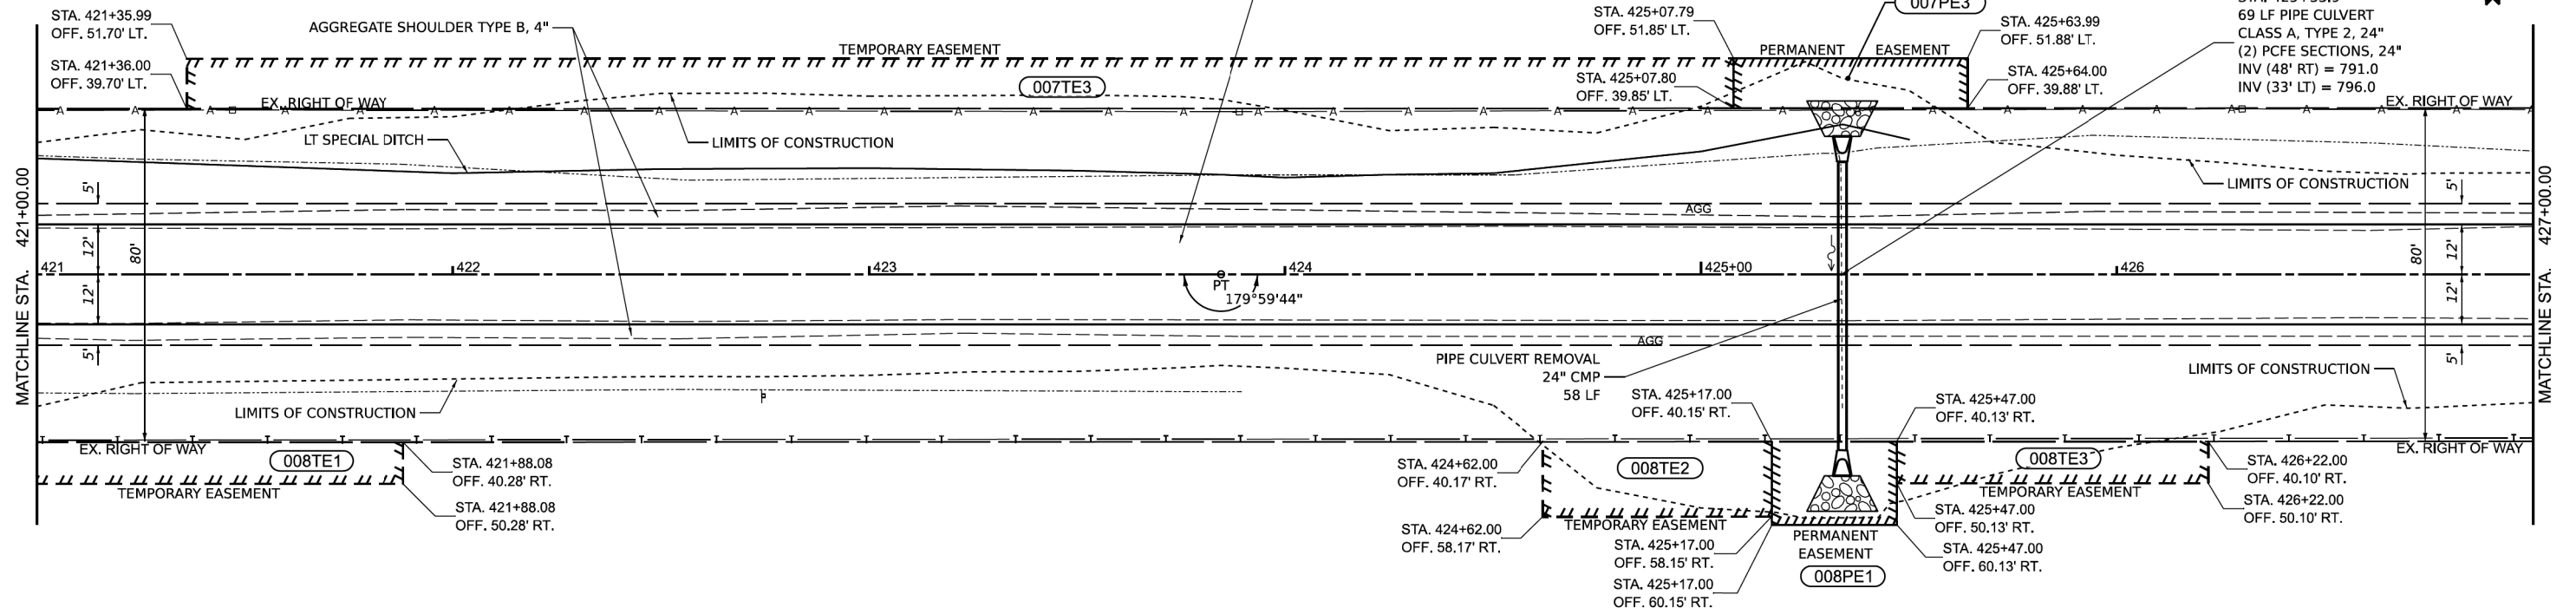 STA. 421+35.99
OFF. 51.70' LT.
STA. 421+36.00
OFF. 39.70' LT.
AGGREGATE SHOULDER TYPE B, 4"
TEMPORARY EASEMENT
007TE3
EX. RIGHT OF WAY
LT SPECIAL DITCH
LIMITS OF CONSTRUCTION
STA. 425+07.79
OFF. 51.85' LT.
STA. 425+07.80
OFF. 39.85' LT.
PERMANENT EASEMENT
007PE3
STA. 425+63.99
OFF. 51.88' LT.
STA. 425+64.00
OFF. 39.88' LT.
69 LF PIPE CULVERT
CLASS A, TYPE 2, 24"
(2) PCFE SECTIONS, 24"
INV (48' RT) = 791.0
INV (33' LT) = 796.0
EX. RIGHT OF WAY
LIMITS OF CONSTRUCTION
MATCHLINE STA. 421+00.00
5'
12'
80'
12'
5'
421
422
423
424
425+00
426
PT
179°59'44"
AGG
AGG
5'
12'
80'
12'
5'
MATCHLINE STA. 427+00.00
PIPE CULVERT REMOVAL
24" CMP
58 LF
LIMITS OF CONSTRUCTION
LIMITS OF CONSTRUCTION
EX. RIGHT OF WAY
008TE1
TEMPORARY EASEMENT
STA. 421+88.08
OFF. 40.28' RT.
STA. 421+88.08
OFF. 50.28' RT.
STA. 424+62.00
OFF. 40.17' RT.
STA. 424+62.00
OFF. 58.17' RT.
008TE2
TEMPORARY EASEMENT
STA. 425+17.00
OFF. 40.15' RT.
STA. 425+17.00
OFF. 58.15' RT.
STA. 425+17.00
OFF. 60.15' RT.
PERMANENT
EASEMENT
008PE1
STA. 425+47.00
OFF. 40.13' RT.
STA. 425+47.00
OFF. 50.13' RT.
STA. 425+47.00
OFF. 60.13' RT.
008TE3
TEMPORARY EASEMENT
STA. 426+22.00
OFF. 40.10' RT.
STA. 426+22.00
OFF. 50.10' RT.
EX. RIGHT OF WAY